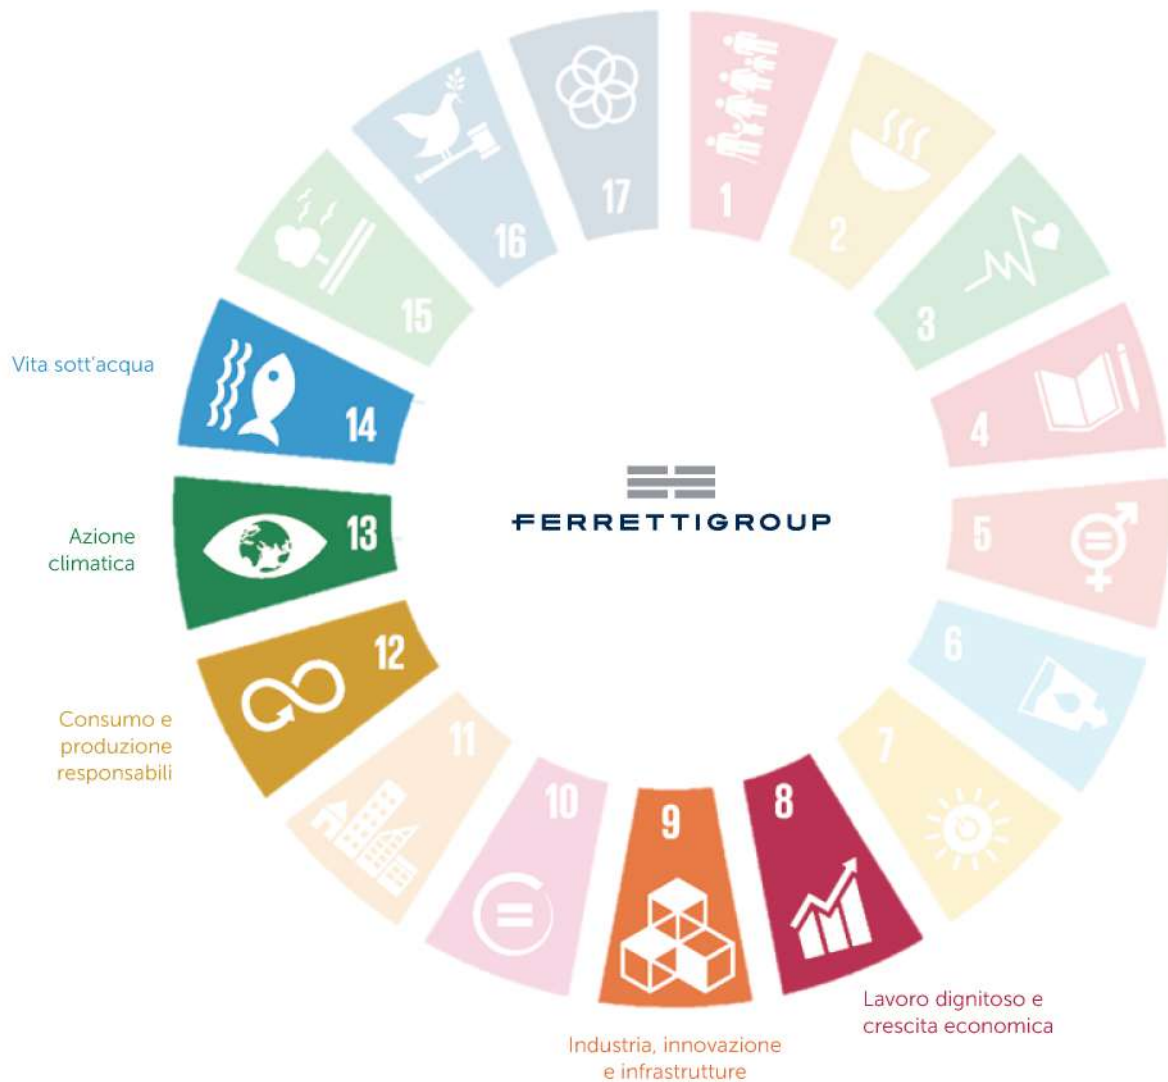 17
1
16
2
15
3
Vita sott'acqua
14
4
FERRETTIGROUP
Azione
climatica
13
5
12
6
Consumo e
produzione
responsabili
11
7
10
9
8
Lavoro dignitoso e
crescita economica
Industria, innovazione
e infrastrutture